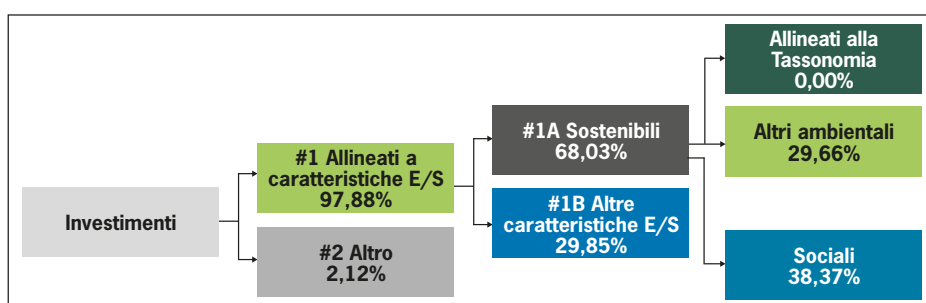 Investimenti
#1 Allineati a
caratteristiche E/S
97,88%
#2 Altro
2,12%
#1A Sostenibili
68,03%
#1B Altre
caratteristiche E/S
29,85%
Allineati alla
Tassonomia
0,00%
Altri ambientali
29,66%
Sociali
38,37%